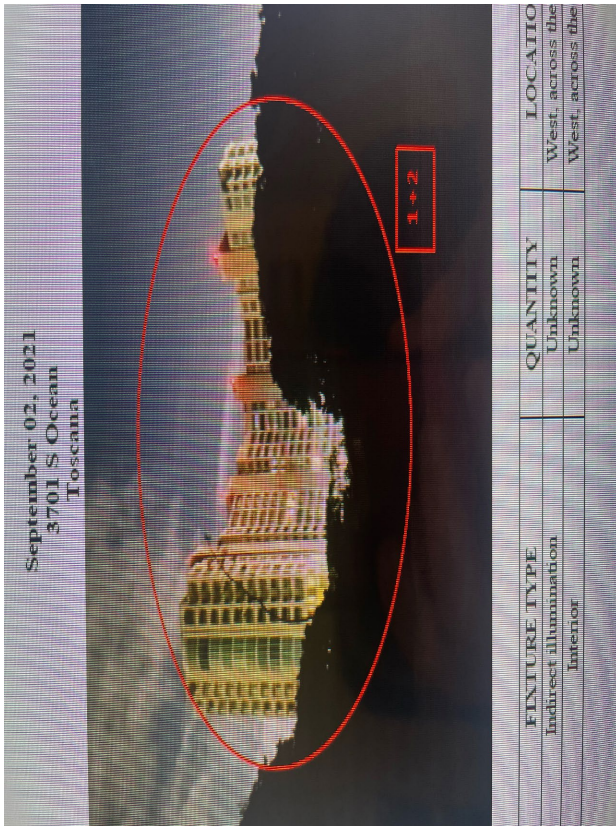 September 02, 2021
3701 S Ocean
Toscana
1+2
FIXTURE TYPE QUANTITY LOCATIO
Indirect illumination Unknown West, across the
Interior Unknown West, across the